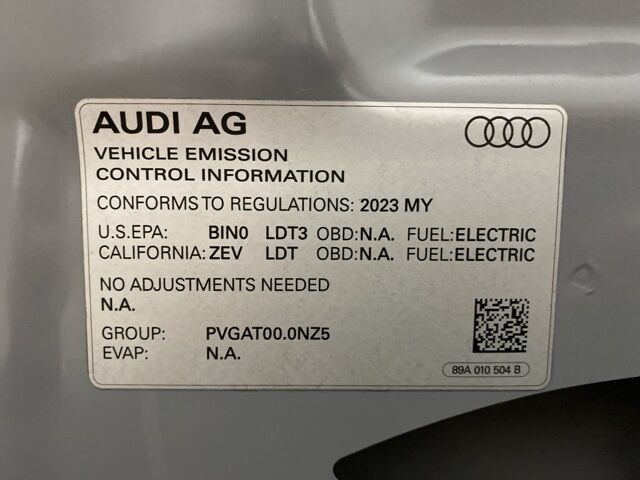 AUDI AG
VEHICLE EMISSION
CONTROL INFORMATION
CONFORMS TO REGULATIONS: 2023 MY
U.S.EPA: BIN0 LDT3 OBD:N.A. FUEL:ELECTRIC
CALIFORNIA: ZEV LDT OBD:N.A. FUEL:ELECTRIC
NO ADJUSTMENTS NEEDED
N.A.
GROUP: PVGAT00.0NZ5
EVAP: N.A.
89A 010 504 B